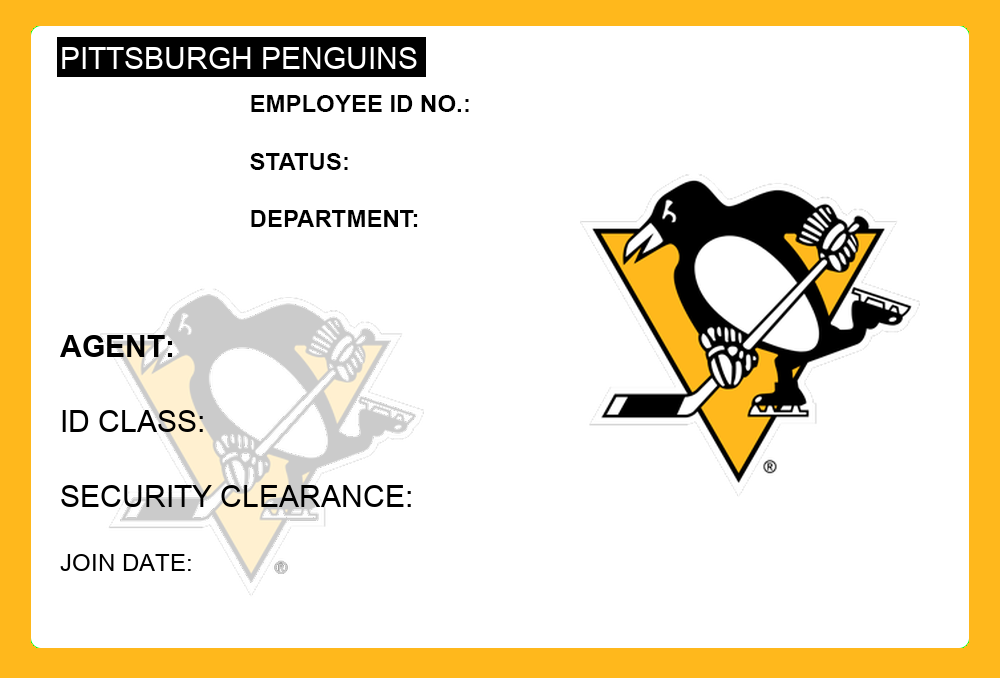 PITTSBURGH PENGUINS
EMPLOYEE ID NO.:
STATUS:
DEPARTMENT:
AGENT:
ID CLASS:
SECURITY CLEARANCE:
JOIN DATE:
®
®